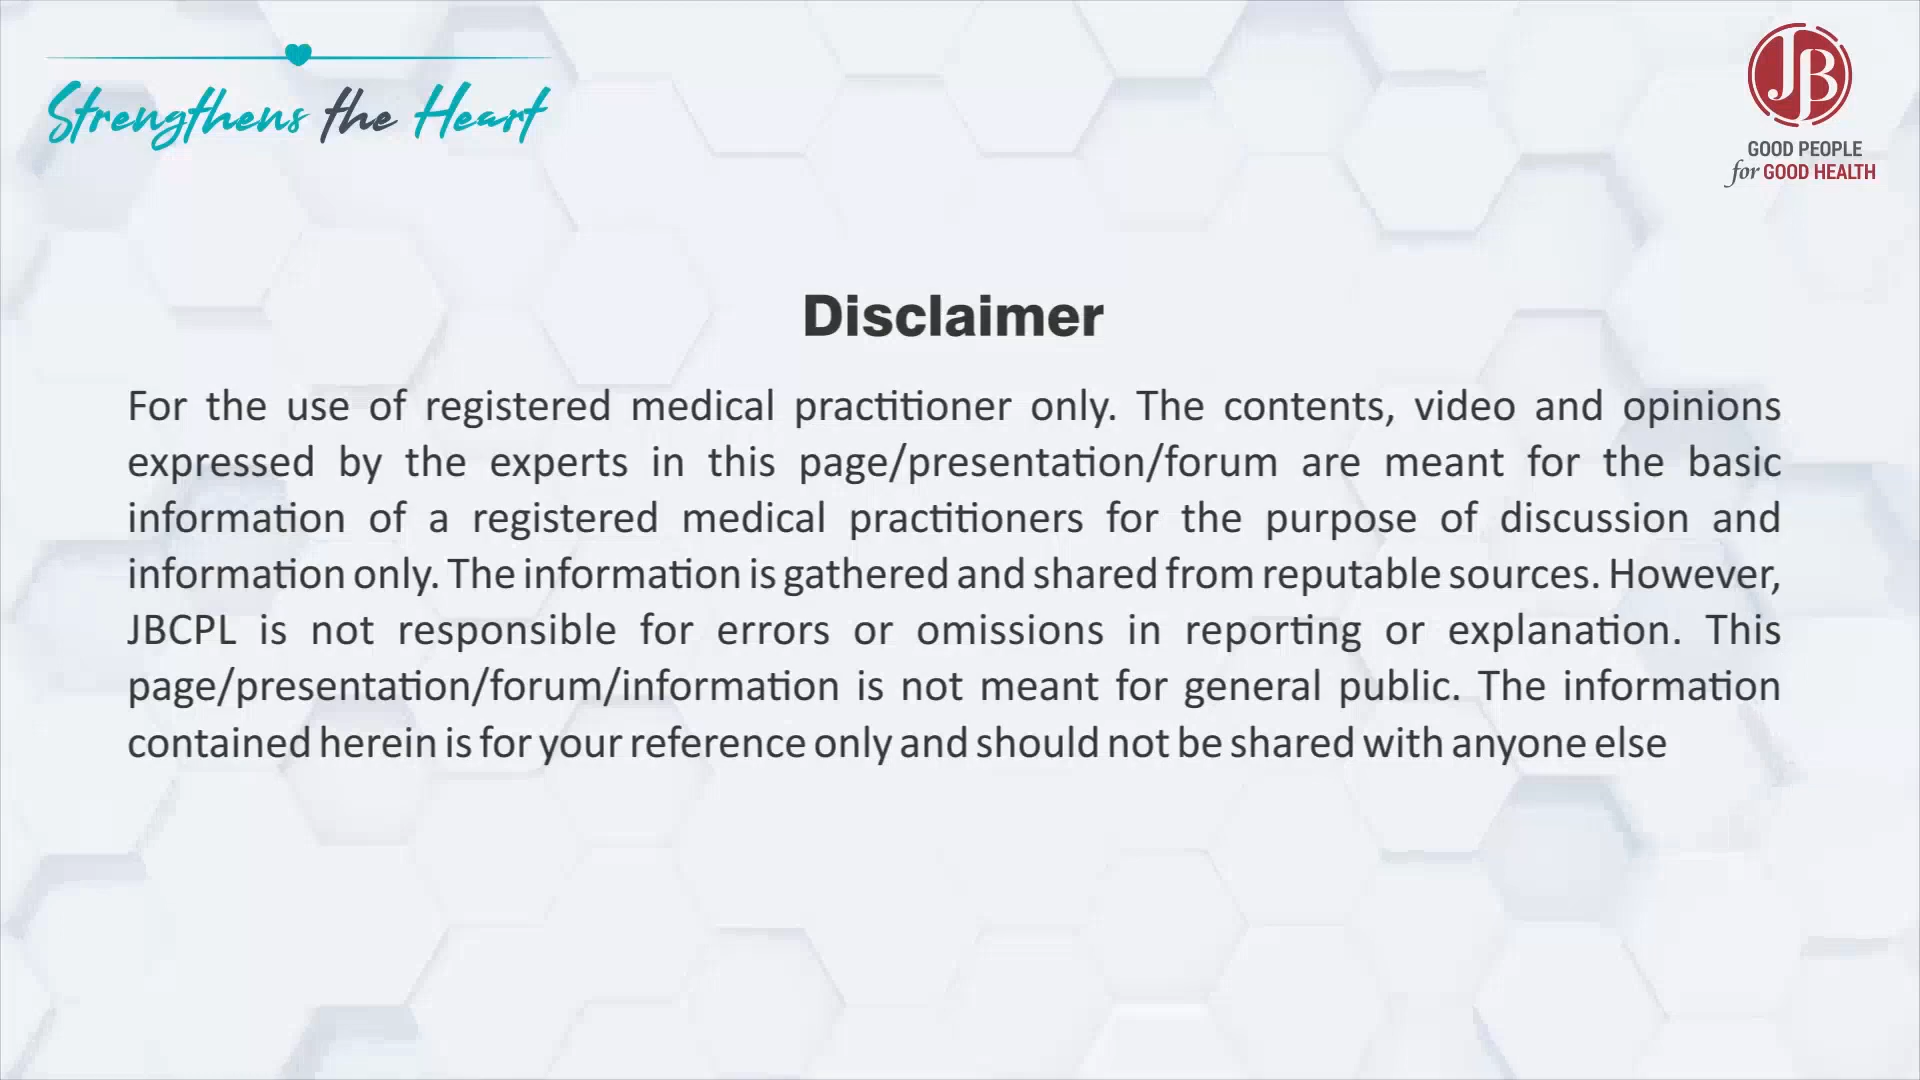 Strengthens the Heart
JB
GOOD PEOPLE
for GOOD HEALTH
Disclaimer
For the use of registered medical practitioner only. The contents, video and opinions
expressed by the experts in this page/presentation/forum are meant for the basic
information of a registered medical practitioners for the purpose of discussion and
information only. The information is gathered and shared from reputable sources. However,
JBCPL is not responsible for errors or omissions in reporting or explanation. This
page/presentation/forum/information is not meant for general public. The information
contained herein is for your reference only and should not be shared with anyone else